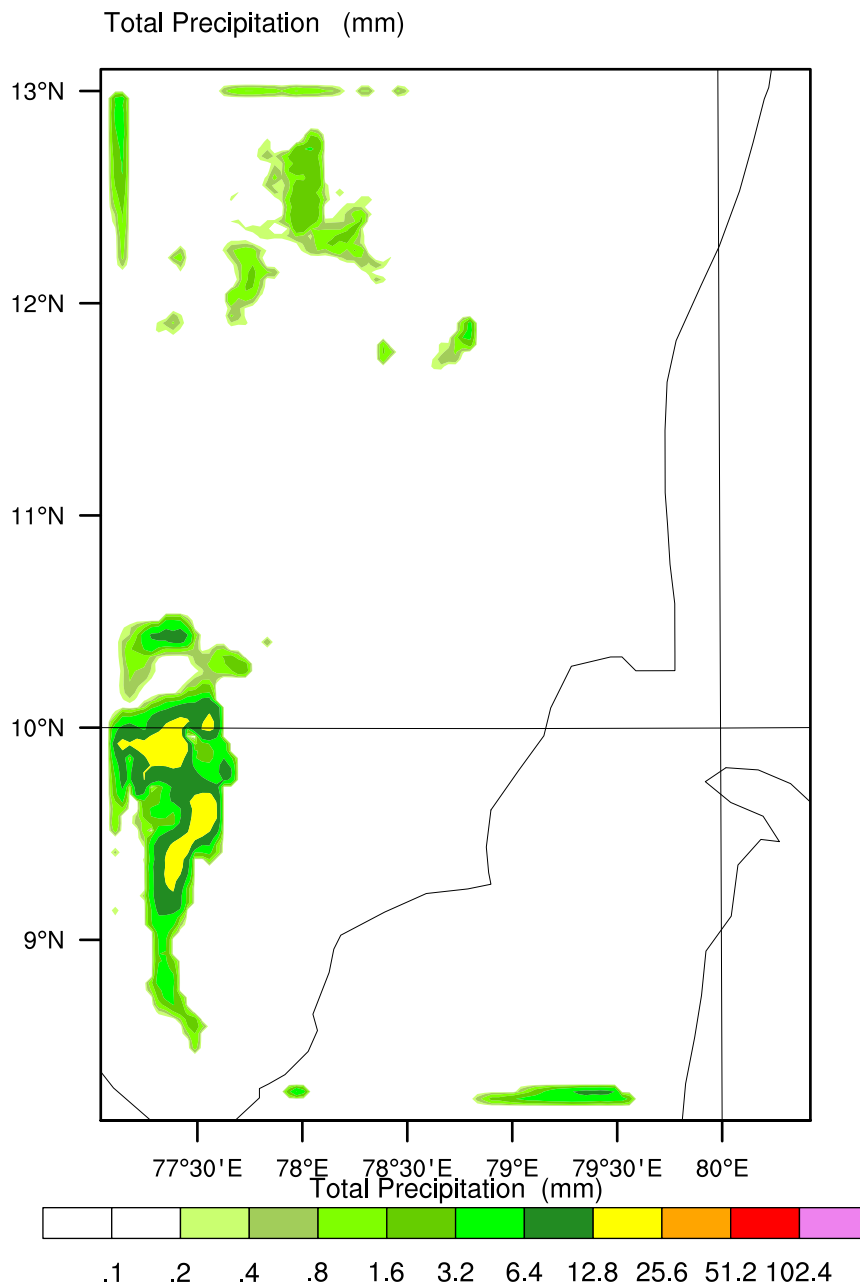 Total Precipitation (mm)
13°N
12°N
11°N
10°N
9°N
77°30'E 78°E 78°30'E 79°E 79°30'E 80°E
Total Precipitation (mm)
.1 .2 .4 .8 1.6 3.2 6.4 12.8 25.6 51.2 102.4